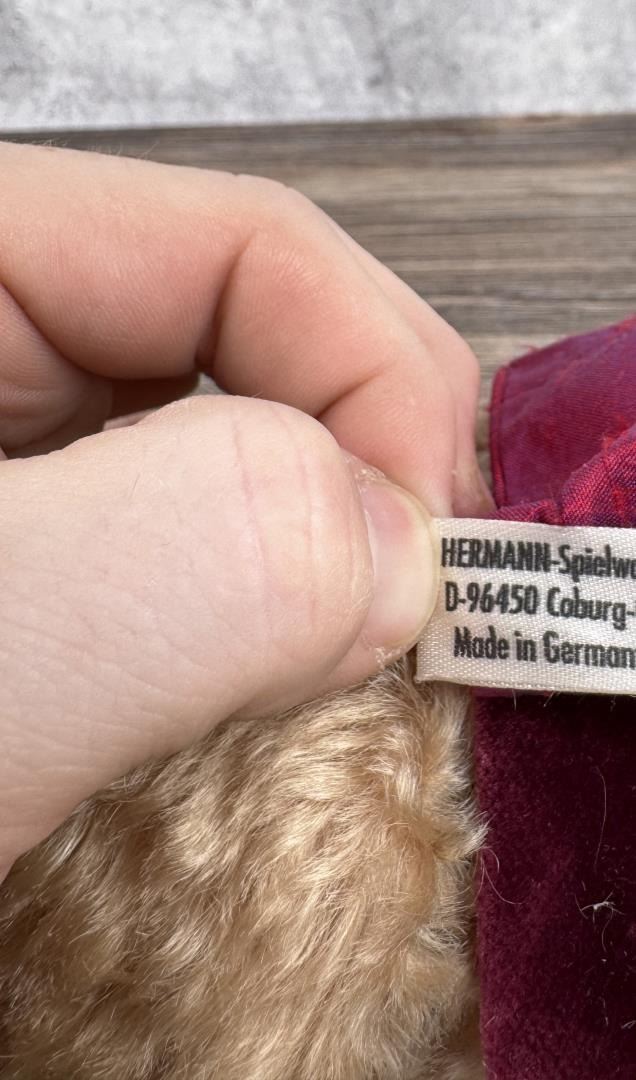 HERMANN-Spielwa
D-96450 Coburg-
Made in German